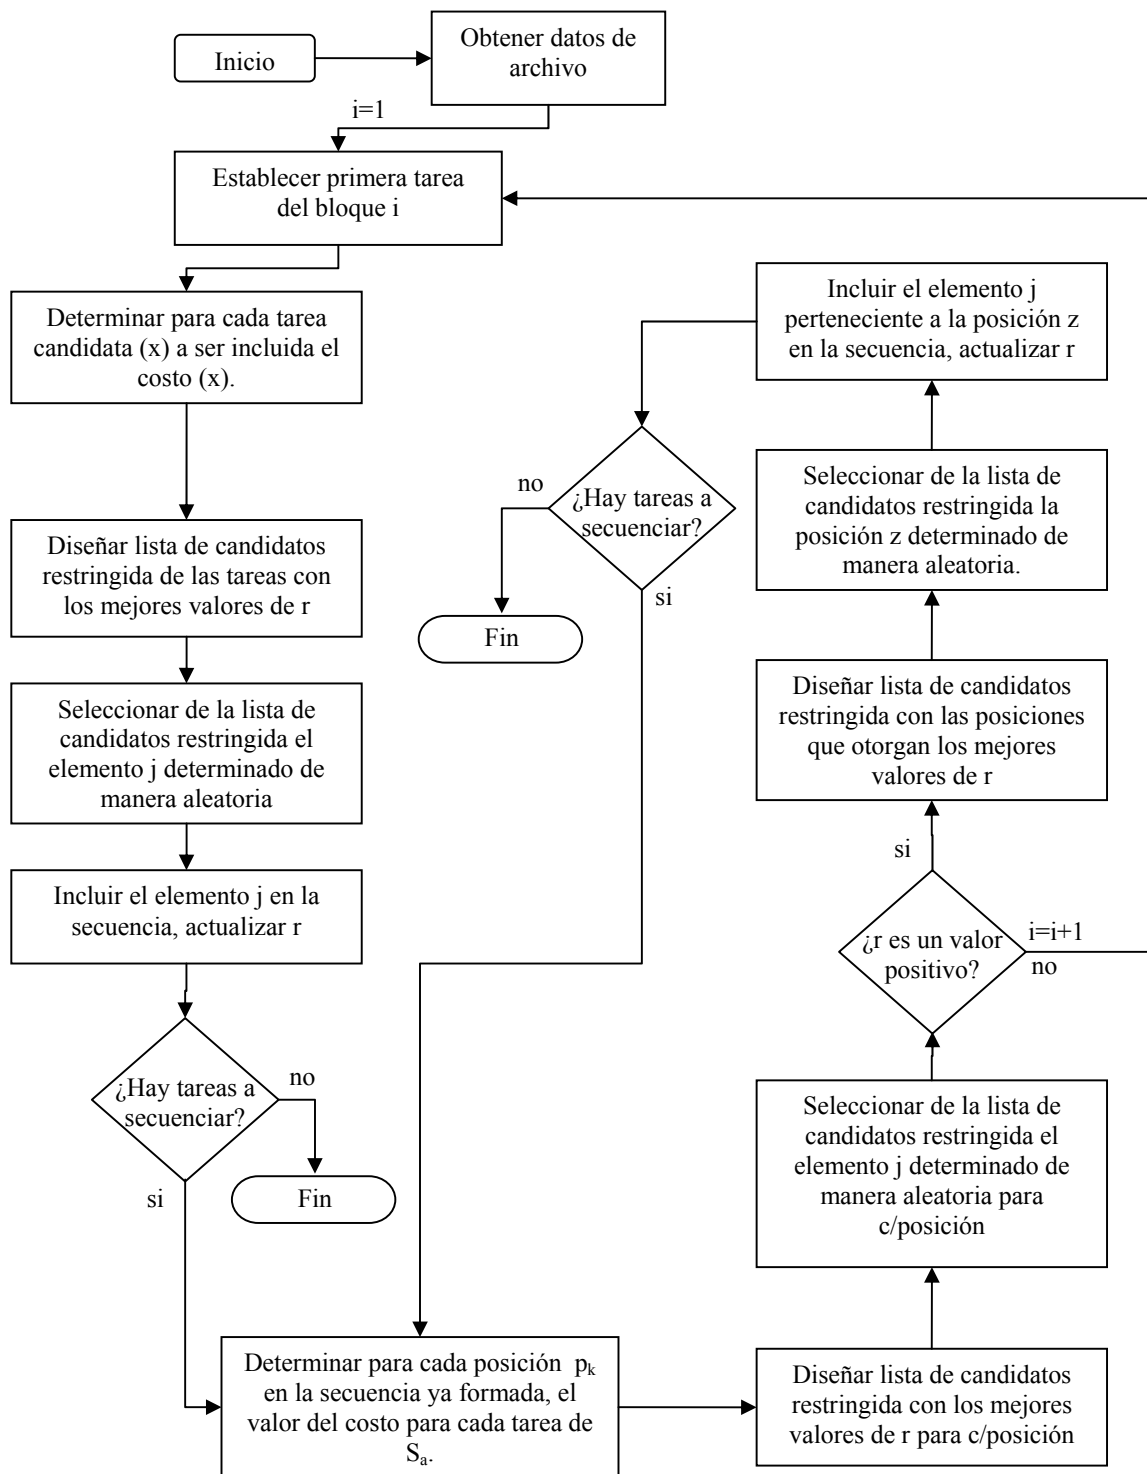 Inicio
Obtener datos de
archivo
i=1
Establecer primera tarea
del bloque i
Determinar para cada tarea
candidata (x) a ser incluida el
costo (x).
Diseñar lista de candidatos
restringida de las tareas con
los mejores valores de r
Seleccionar de la lista de
candidatos restringida el
elemento j determinado de
manera aleatoria
Incluir el elemento j en la
secuencia, actualizar r
¿Hay tareas a
secuenciar?
no
Fin
si
Determinar para cada posición  pₖ
en la secuencia ya formada, el
valor del costo para cada tarea de
Sₐ.
Diseñar lista de candidatos
restringida con los mejores
valores de r para c/posición
Seleccionar de la lista de
candidatos restringida el
elemento j determinado de
manera aleatoria para
c/posición
¿r es un valor
positivo?
i=i+1
no
si
Diseñar lista de candidatos
restringida con las posiciones
que otorgan los mejores
valores de r
Seleccionar de la lista de
candidatos restringida la
posición z determinado de
manera aleatoria.
Incluir el elemento j
perteneciente a la posición z
en la secuencia, actualizar r
¿Hay tareas a
secuenciar?
no
Fin
si